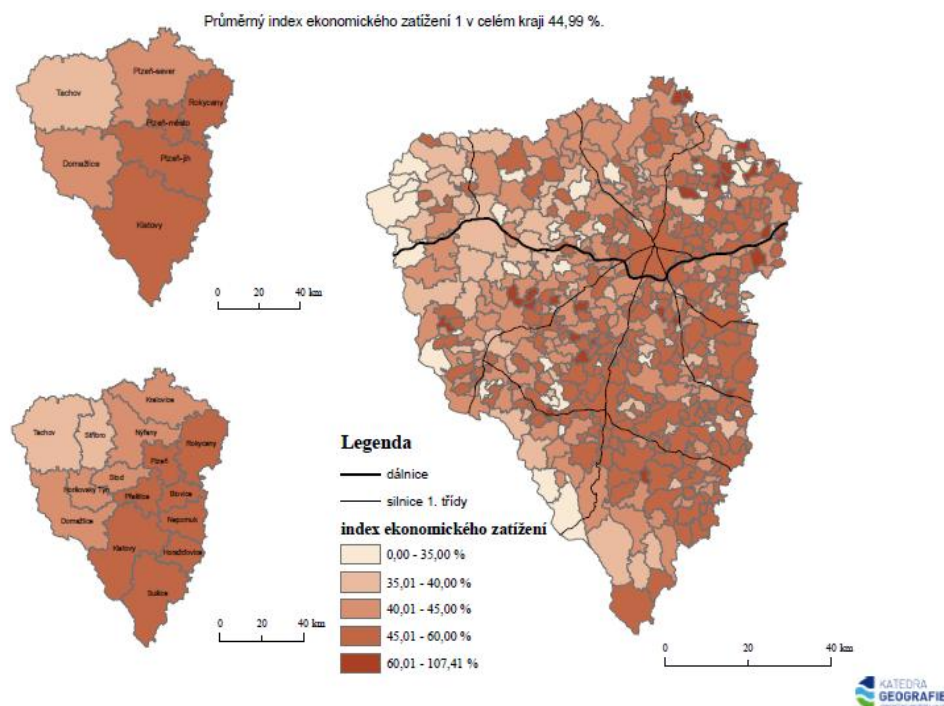 Průměrný index ekonomického zatížení 1 v celém kraji 44,99 %.
Tachov
Plzeň-sever
Rokycany
Plzeň-město
Domažlice
Plzeň-jih
Klatovy
0 20 40 km
Kralovice
Tachov
Stříbro
Nýřany
Rokycany
Plzeň
Stod
Horšovský Týn
Přeštice
Blovice
Domažlice
Nepomuk
Klatovy
Horažďovice
Sušice
0 20 40 km
Legenda
dálnice
silnice 1. třídy
index ekonomického zatížení
0,00 - 35,00 %
35,01 - 40,00 %
40,01 - 45,00 %
45,01 - 60,00 %
60,01 - 107,41 %
0 20 40 km
KATEDRA
GEOGRAFIE